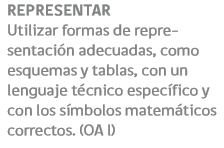 REPRESENTAR
Utilizar formas de repre-
sentación adecuadas, como
esquemas y tablas, con un
lenguaje técnico específico y
con los símbolos matemáticos
correctos. (OA l)